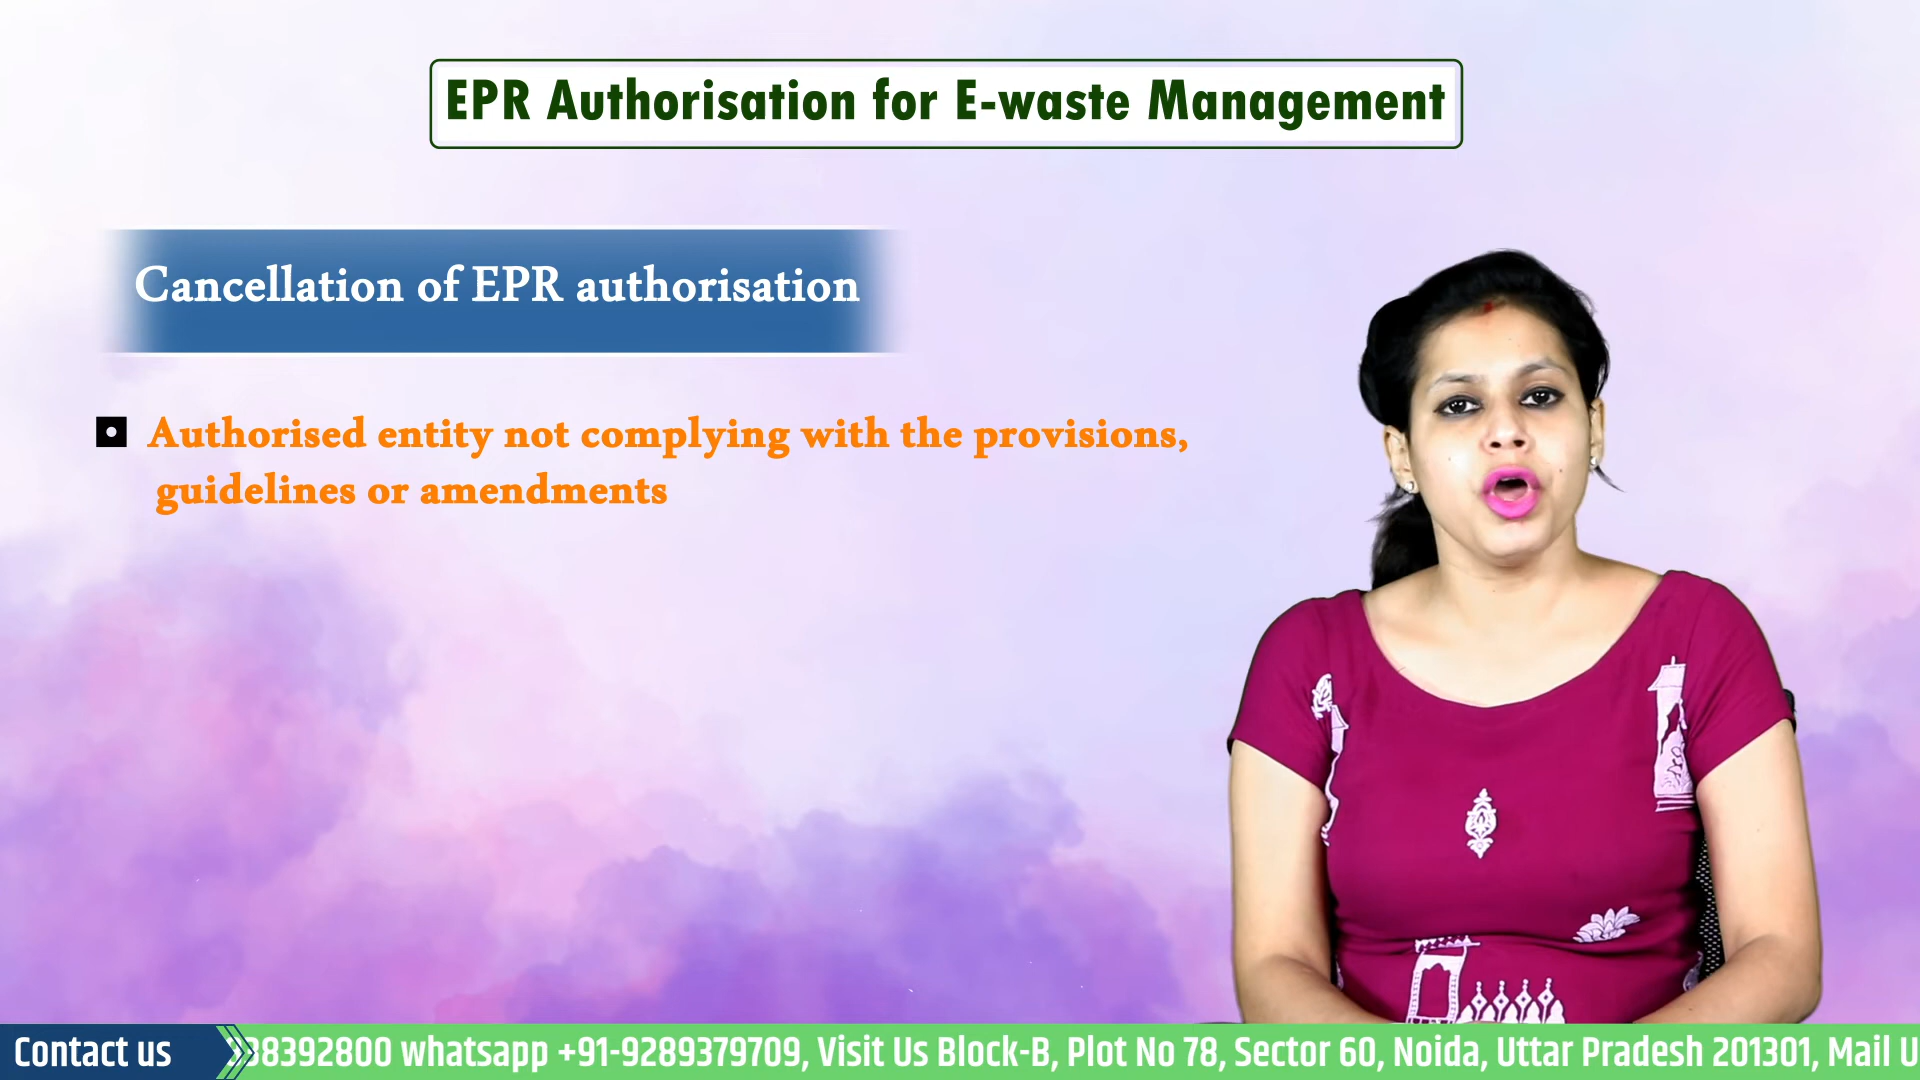 EPR Authorisation for E-waste Management
Cancellation of EPR authorisation
Authorised entity not complying with the provisions,
guidelines or amendments
Contact us
38392800 whatsapp +91-9289379709, Visit Us Block-B, Plot No 78, Sector 60, Noida, Uttar Pradesh 201301, Mail U